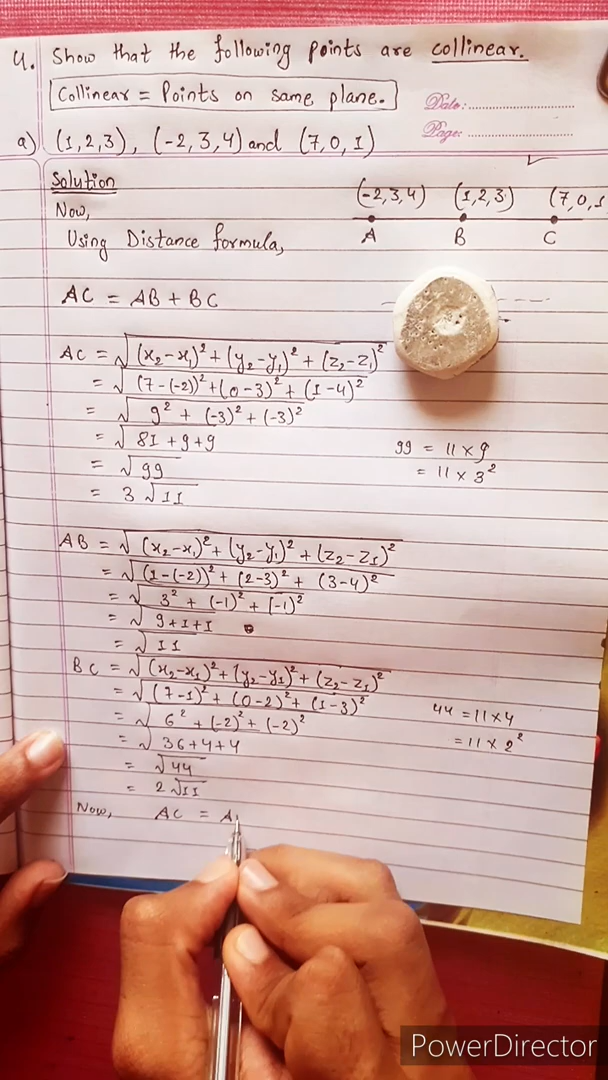 4. Show that the following points are collinear.
Collinear = Points on same plane.
Date:
Page:
a) (1,2,3), (-2,3,4) and (7,0,1)
Solution
(-2,3,4) (1,2,3) (7,0,1
Now,
A B C
Using Distance formula,
AC = AB + BC
AC = √(x₂-x₁)² + (y₂-y₁)² + (z₂-z₁)²
= √(7-(-2))² + (0-3)² + (1-4)²
= √9² + (-3)² + (-3)²
= √81 + 9 + 9
99 = 11 × 9
= √99
= 11 × 3²
= 3√11
AB = √(x₂-x₁)² + (y₂-y₁)² + (z₂-z₁)²
= √(1-(-2))² + (2-3)² + (3-4)²
= √3² + (-1)² + (-1)²
= √9+1+1
= √11
BC = √(x₂-x₁)² + (y₂-y₁)² + (z₂-z₁)²
= √(7-1)² + (0-2)² + (1-3)²
44 = 11×4
= √6² + (-2)² + (-2)²
= 11 × 2²
= √36+4+4
= √44
= 2√11
Now, AC = A
PowerDirector